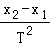 x₂-x₁
T²